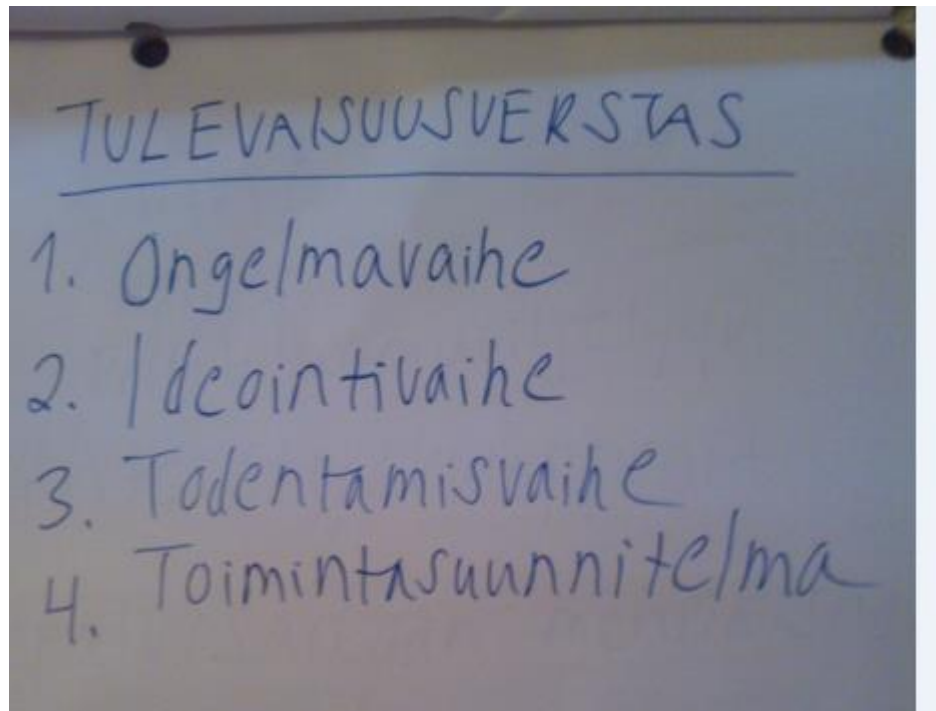 TULEVAISUUSVERSTAS
1. Ongelmavaihe
2. Ideointivaihe
3. Todentamisvaihe
4. Toimintasuunnitelma